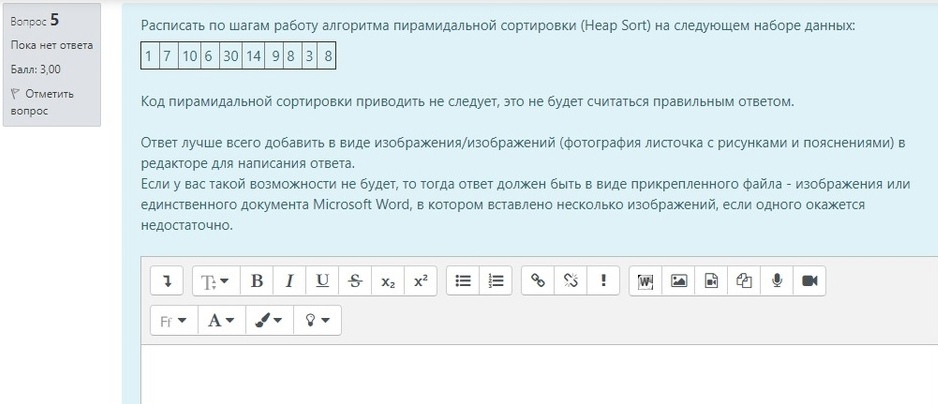 Вопрос 5
Пока нет ответа
Балл: 3,00
Отметить
вопрос
Расписать по шагам работу алгоритма пирамидальной сортировки (Heap Sort) на следующем наборе данных:
1 7 10 6 30 14 9 8 3 8
Код пирамидальной сортировки приводить не следует, это не будет считаться правильным ответом.
Ответ лучше всего добавить в виде изображения/изображений (фотография листочка с рисунками и пояснениями) в
редакторе для написания ответа.
Если у вас такой возможности не будет, то тогда ответ должен быть в виде прикрепленного файла - изображения или
единственного документа Microsoft Word, в котором вставлено несколько изображений, если одного окажется
недостаточно.
B I U S x₂ x²
Ff A